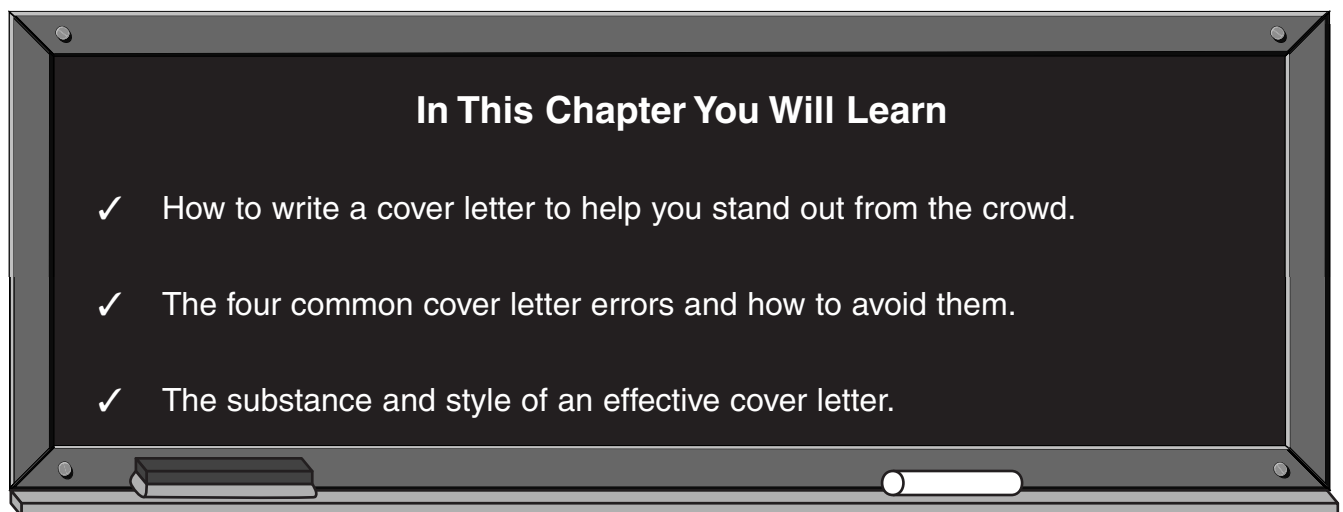 In This Chapter You Will Learn
✓ How to write a cover letter to help you stand out from the crowd.
✓ The four common cover letter errors and how to avoid them.
✓ The substance and style of an effective cover letter.